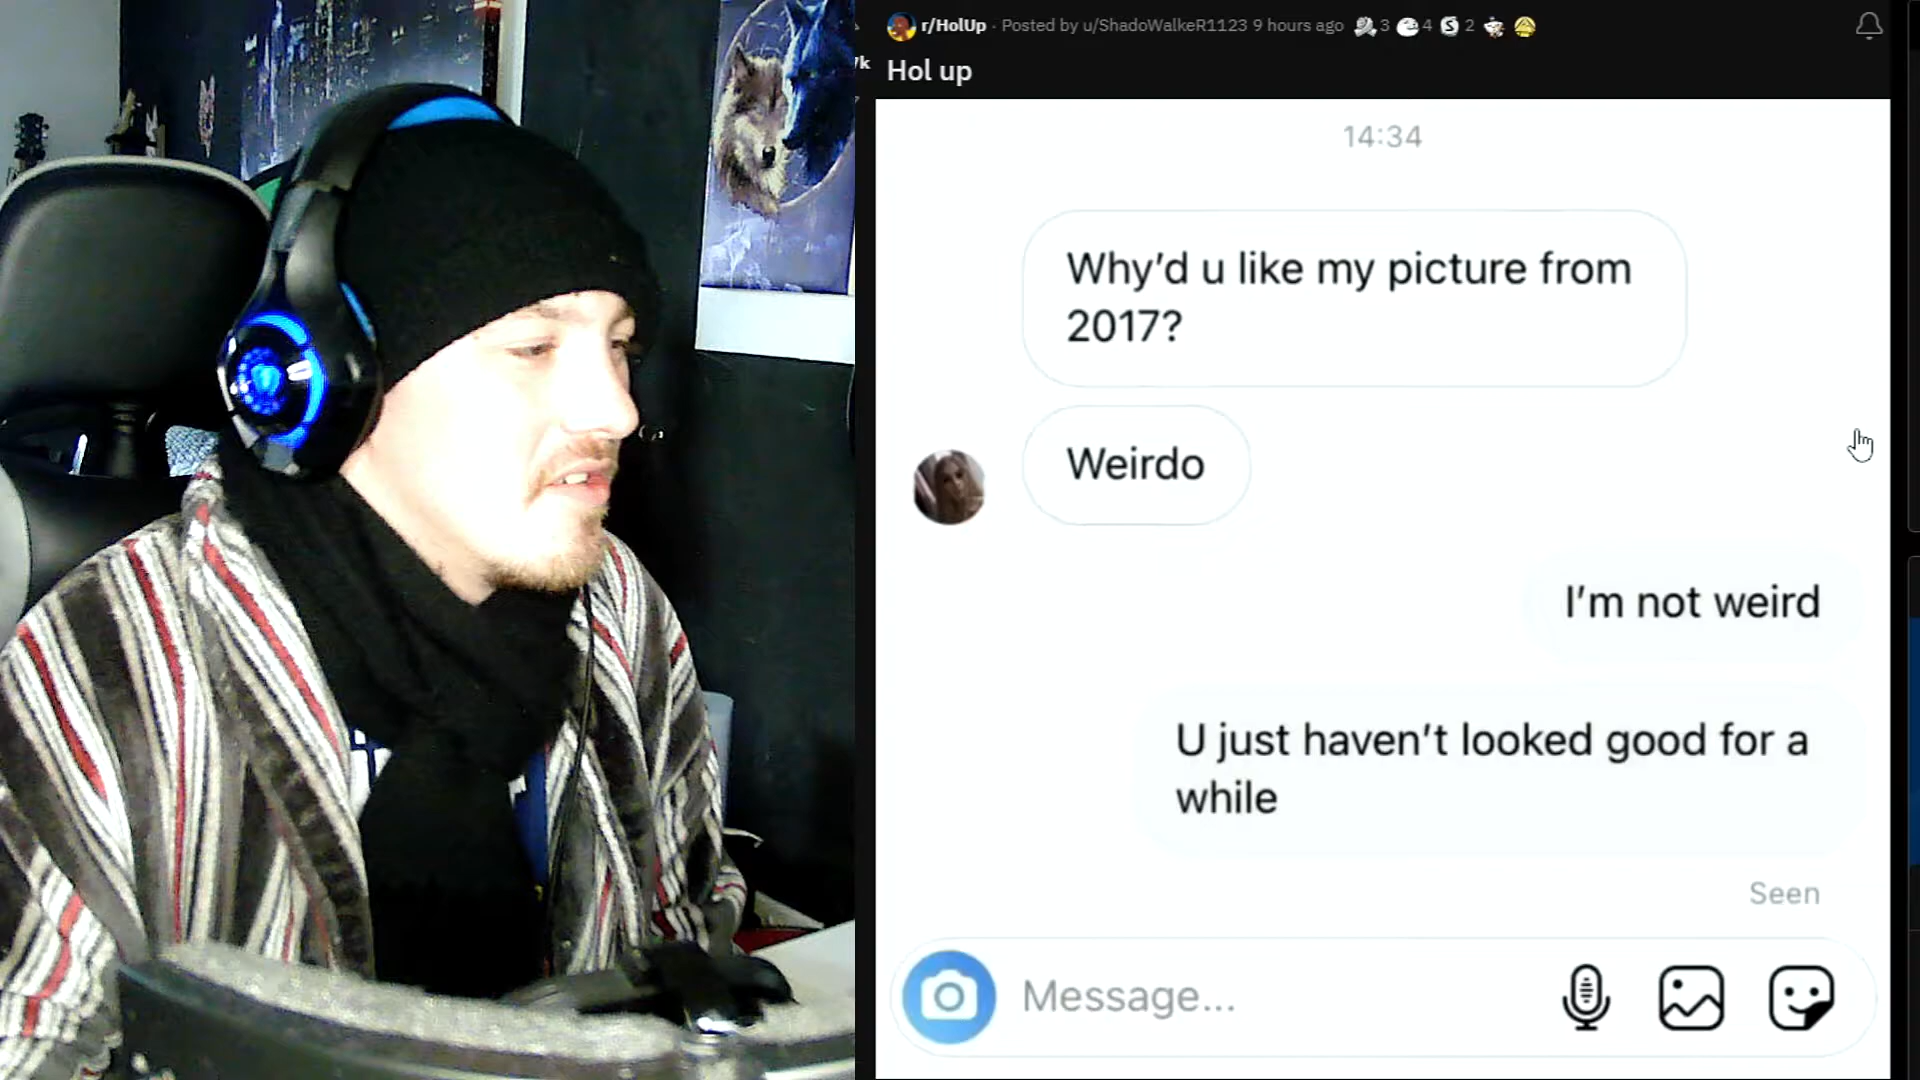 r/HolUp · Posted by u/ShadoWalkeR1123 9 hours ago 3 4 S 2
7k
Hol up
14:34
Why'd u like my picture from
2017?
Weirdo
I'm not weird
U just haven't looked good for a
while
Seen
Message...